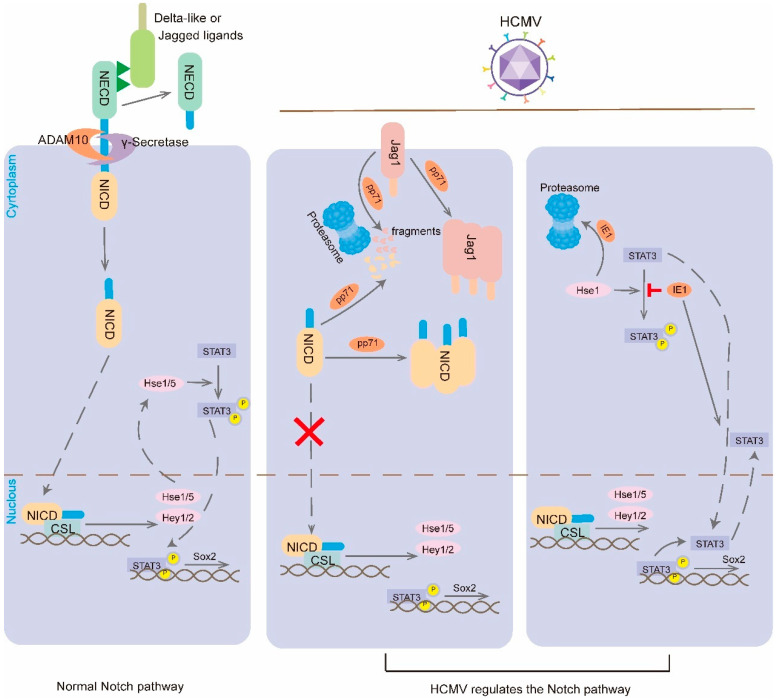 Delta-like or
Jagged ligands
NECD
NECD
ADAM10
γ-Secretase
NICD
Cyrtoplasm
NICD
STAT3
Hse1/5
STAT3
P
P
Hse1/5
Hey1/2
Nuclous
NICD
CSL
STAT3
P
P
Sox2
Normal Notch pathway
HCMV
Jag1
pp71
pp71
Proteasome
fragments
Jag1
pp71
NICD
pp71
NICD
Hse1/5
Hey1/2
NICD
CSL
STAT3
P
P
Sox2
Proteasome
IE1
STAT3
Hse1
IE1
STAT3
P
P
STAT3
Hse1/5
Hey1/2
NICD
CSL
STAT3
STAT3
P
P
Sox2
HCMV regulates the Notch pathway